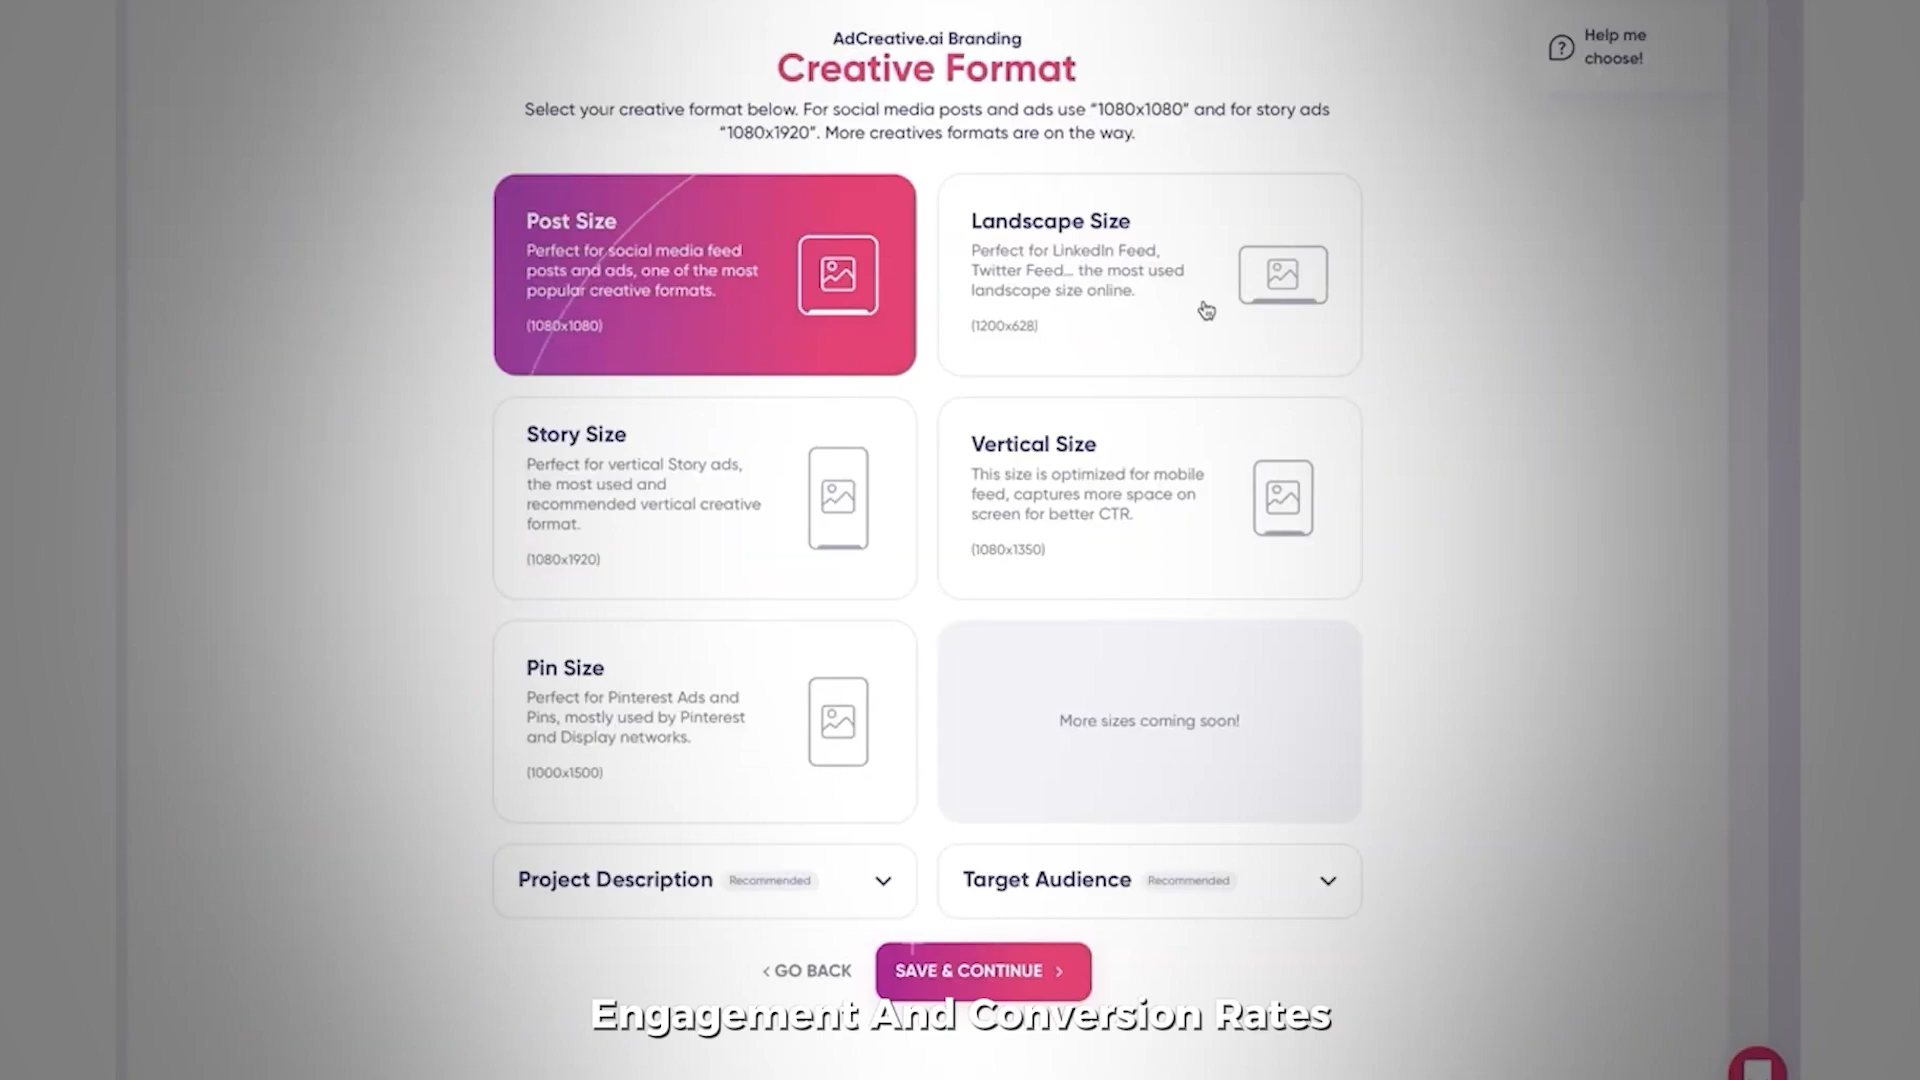 AdCreative.ai Branding
Creative Format
Help me
choose!
Select your creative format below. For social media posts and ads use “1080x1080” and for story ads
“1080x1920”. More creatives formats are on the way.
Post Size
Perfect for social media feed
posts and ads, one of the most
popular creative formats.
(1080x1080)
Landscape Size
Perfect for LinkedIn Feed,
Twitter Feed... the most used
landscape size online.
(1200x628)
Story Size
Perfect for vertical Story ads,
the most used and
recommended vertical creative
format.
(1080x1920)
Vertical Size
This size is optimized for mobile
feed, captures more space on
screen for better CTR.
(1080x1350)
Pin Size
Perfect for Pinterest Ads and
Pins, mostly used by Pinterest
and Display networks.
(1000x1500)
More sizes coming soon!
Project Description Recommended
Target Audience Recommended
GO BACK
SAVE & CONTINUE
Engagement And Conversion Rates